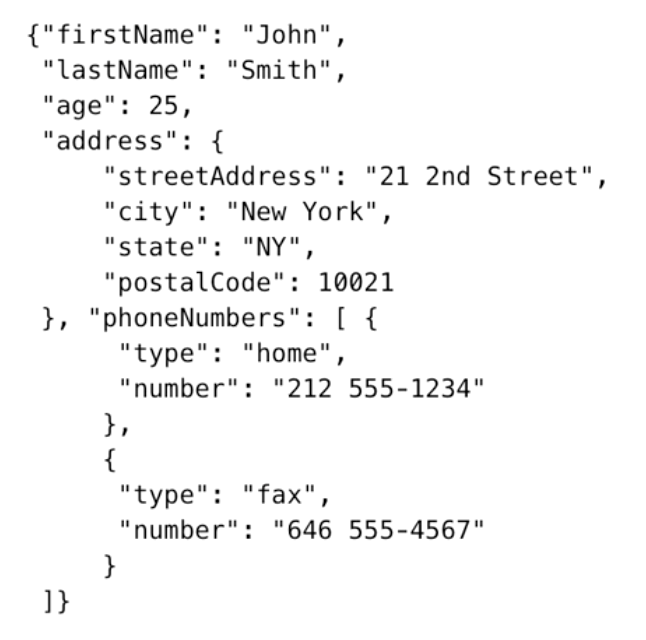 {"firstName": "John",
 "lastName": "Smith",
 "age": 25,
 "address": {
     "streetAddress": "21 2nd Street",
     "city": "New York",
     "state": "NY",
     "postalCode": 10021
 }, "phoneNumbers": [ {
      "type": "home",
      "number": "212 555-1234"
     },
     {
      "type": "fax",
      "number": "646 555-4567"
     }
 ]}